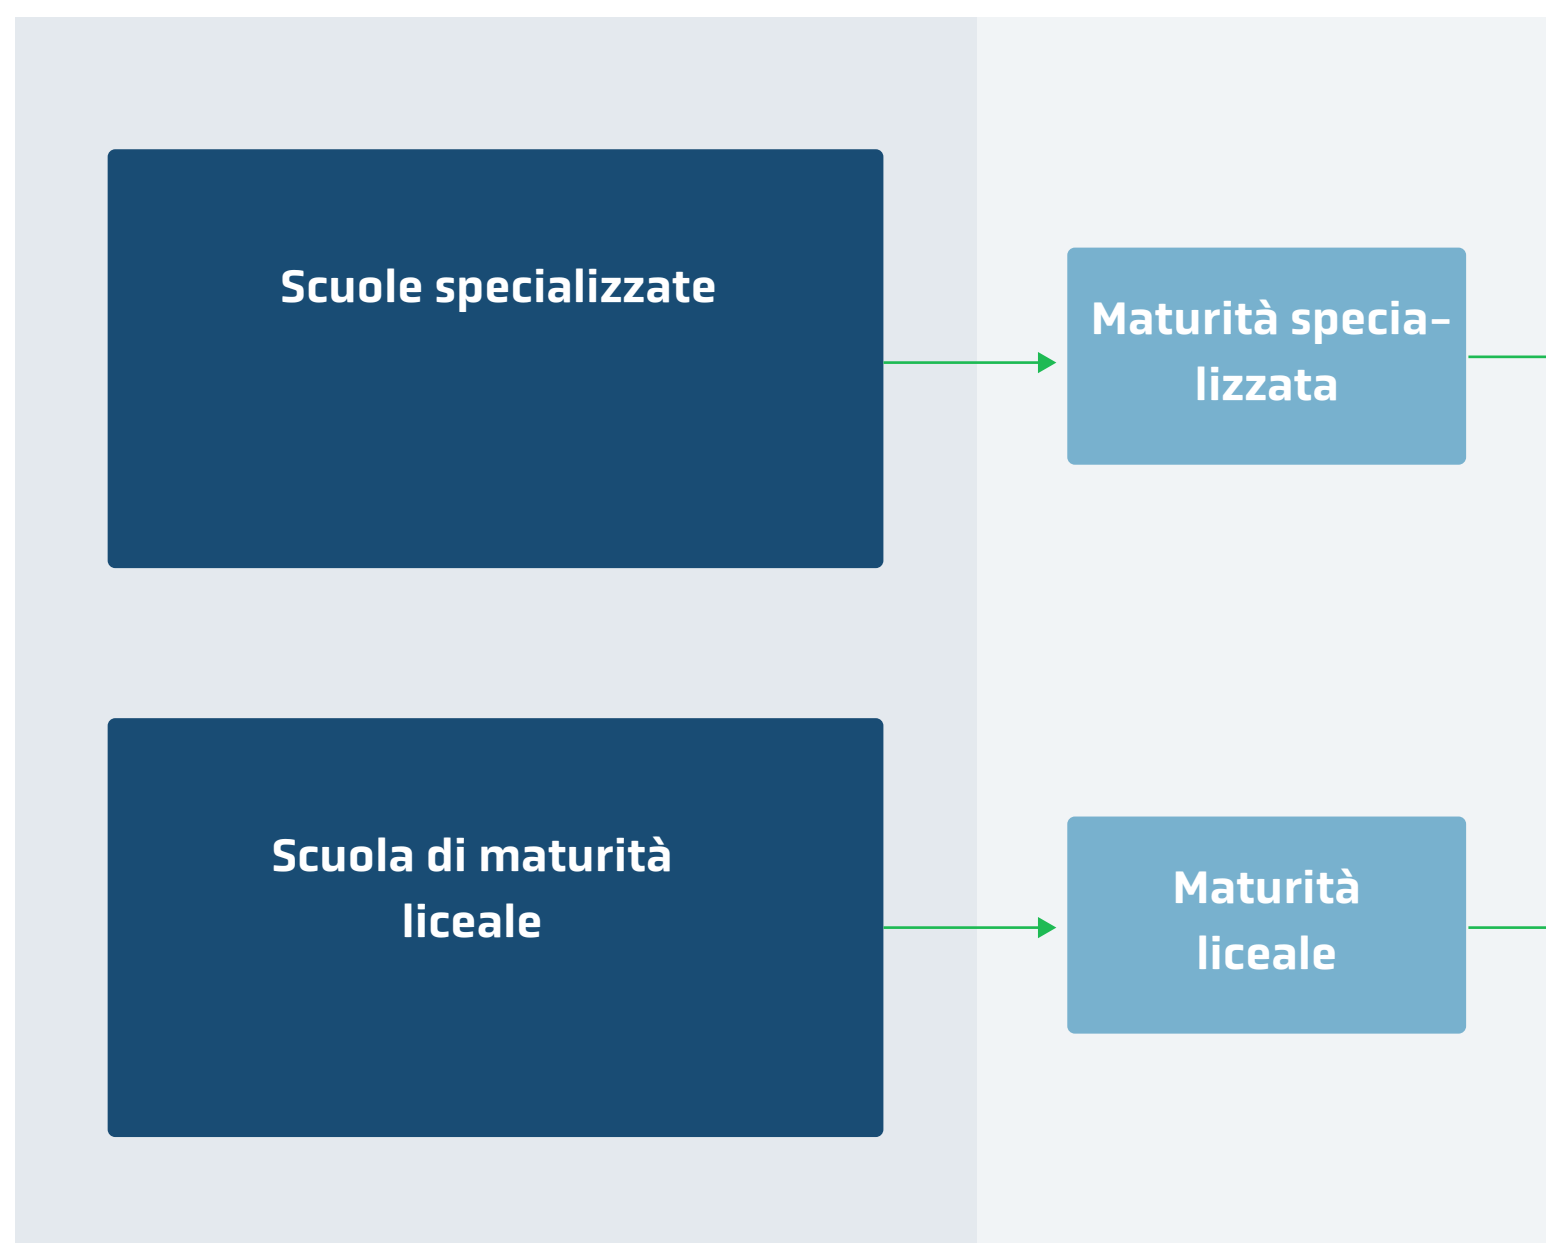 Scuole specializzate
Maturità specia-
lizzata
Scuola di maturità
liceale
Maturità
liceale